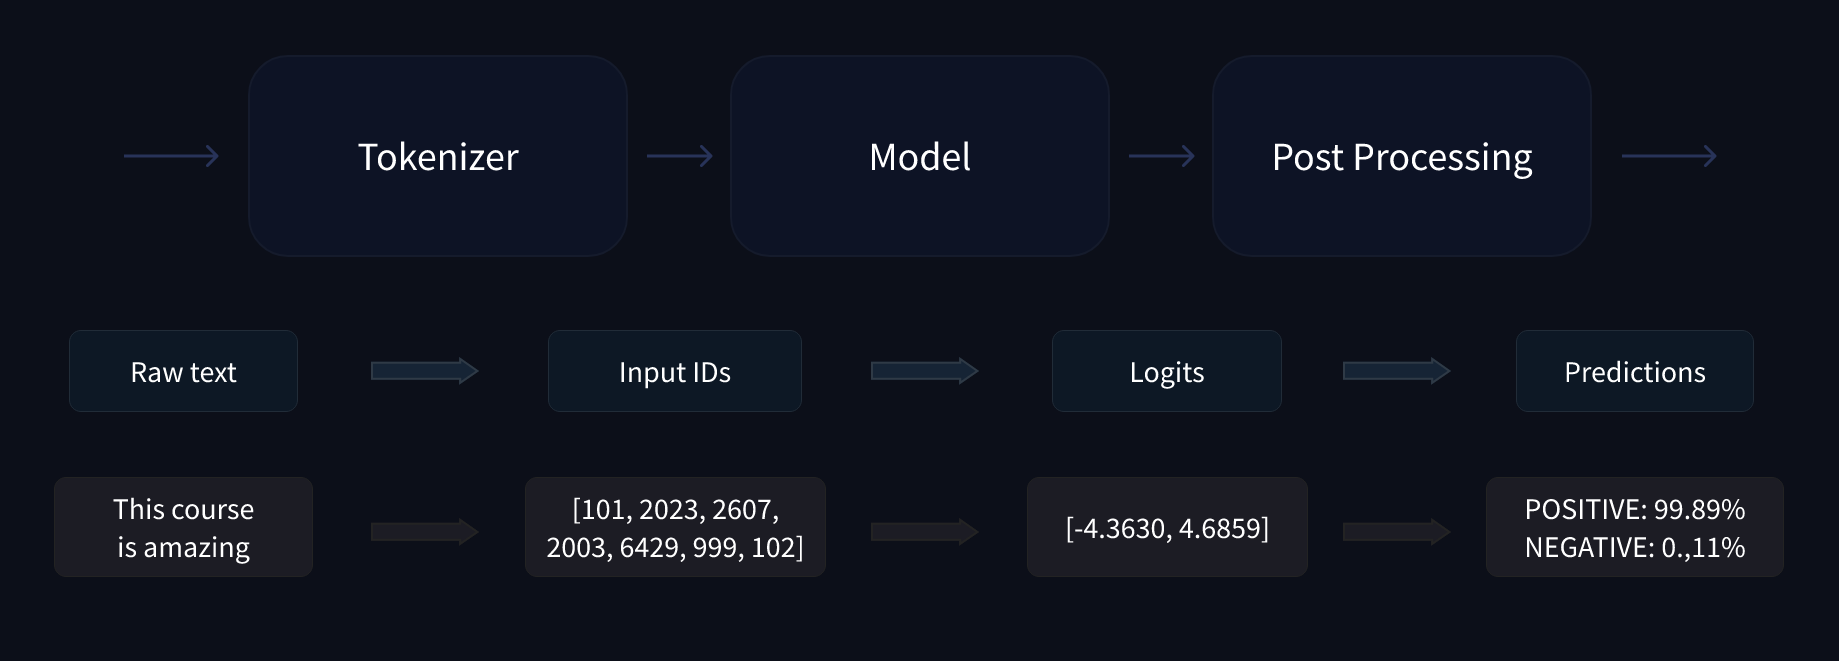 Tokenizer
Model
Post Processing
Raw text
Input IDs
Logits
Predictions
This course
is amazing
[101, 2023, 2607,
2003, 6429, 999, 102]
[-4.3630, 4.6859]
POSITIVE: 99.89%
NEGATIVE: 0.,11%